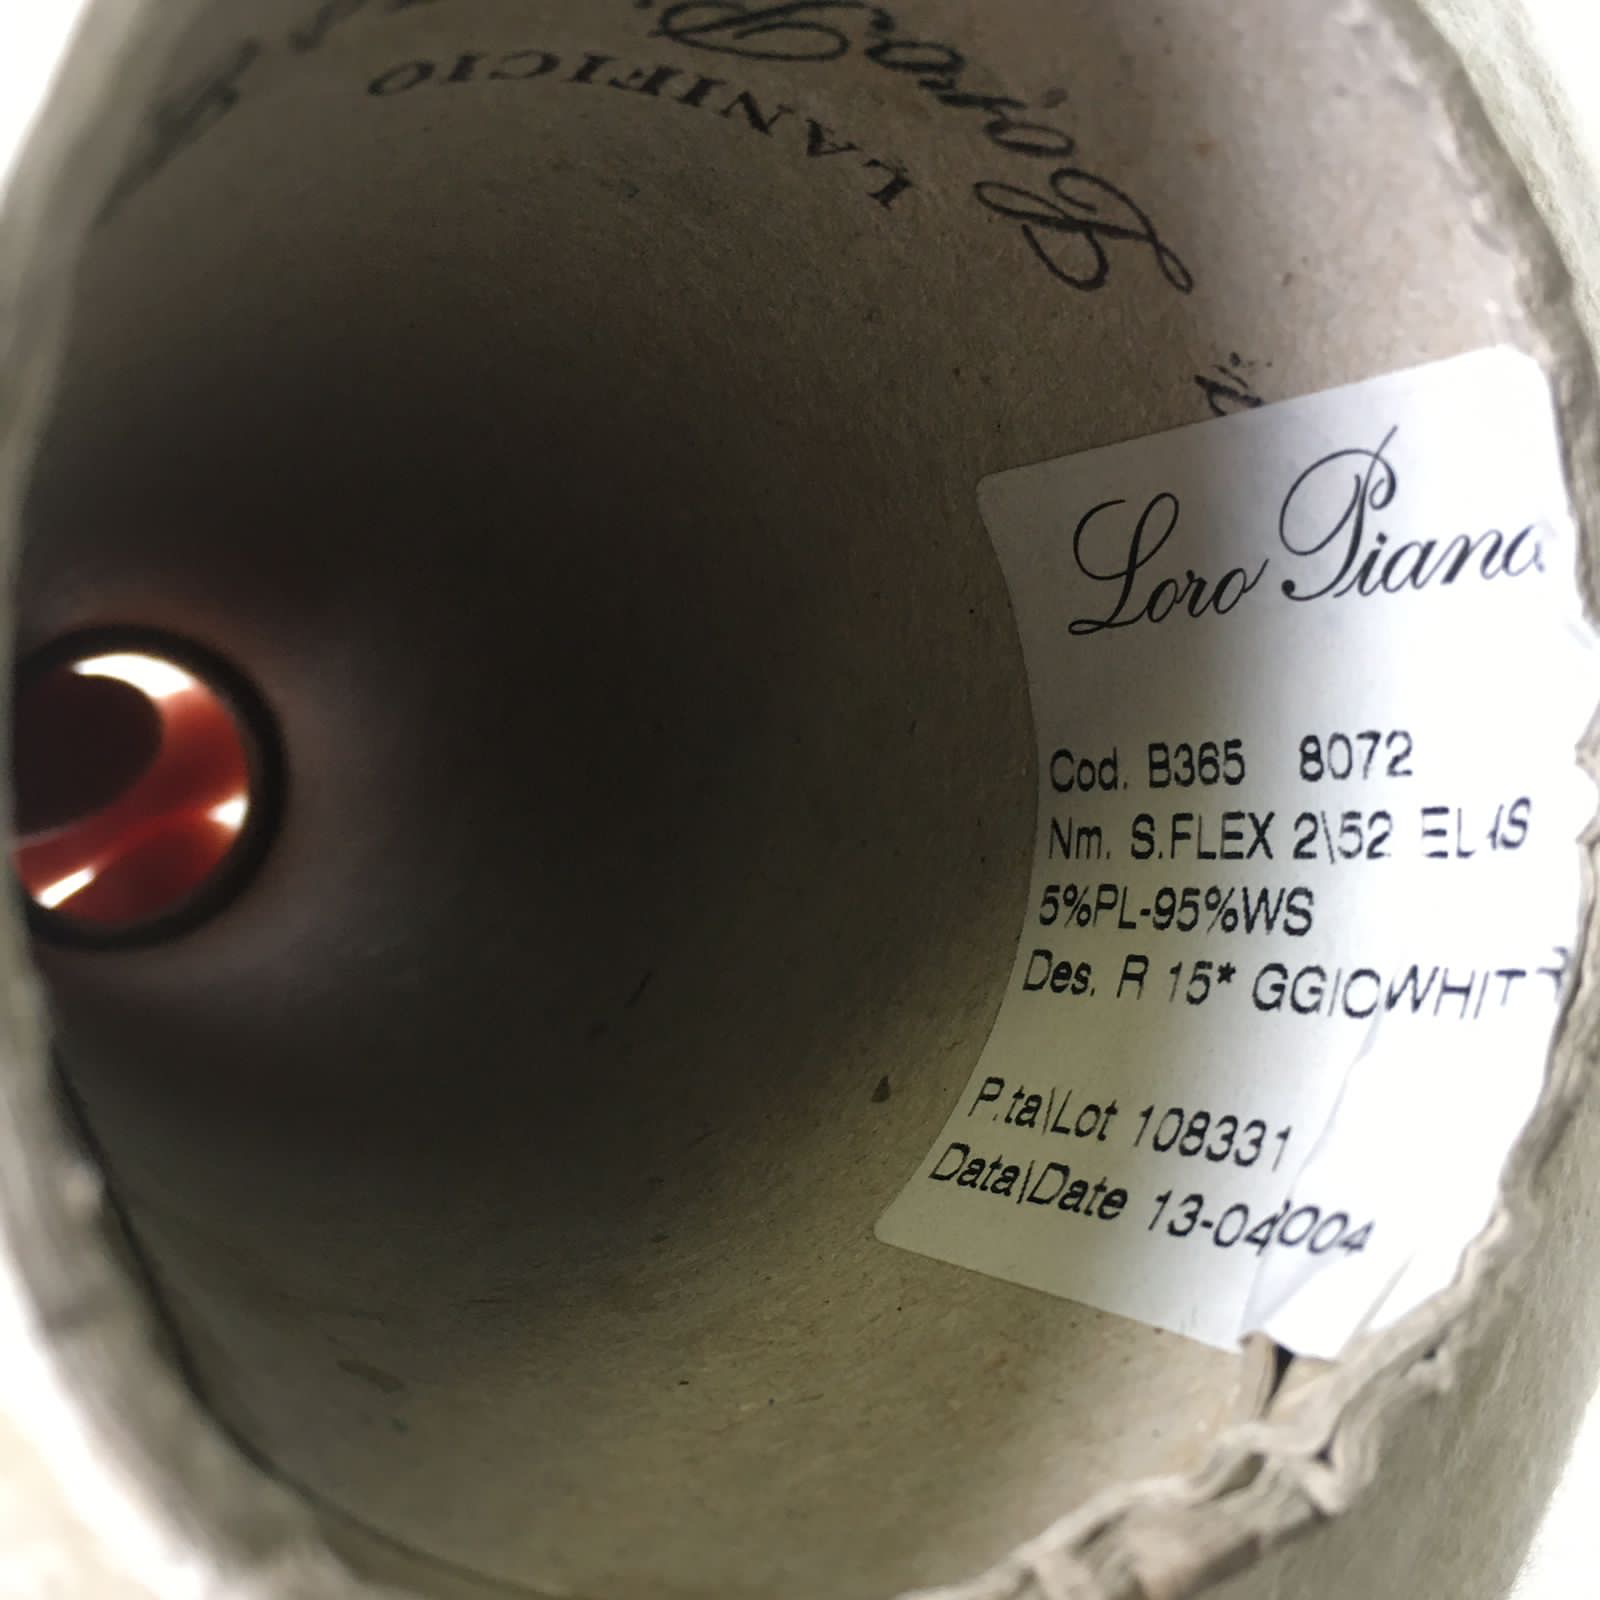 Loro P
LANIFICIO
Loro Piana
Cod. B365 8072
Nm. S.FLEX 2\52
5%PL-95%WS
Des. R 15*
P.ta\Lot 108331
Data\Date 13-04